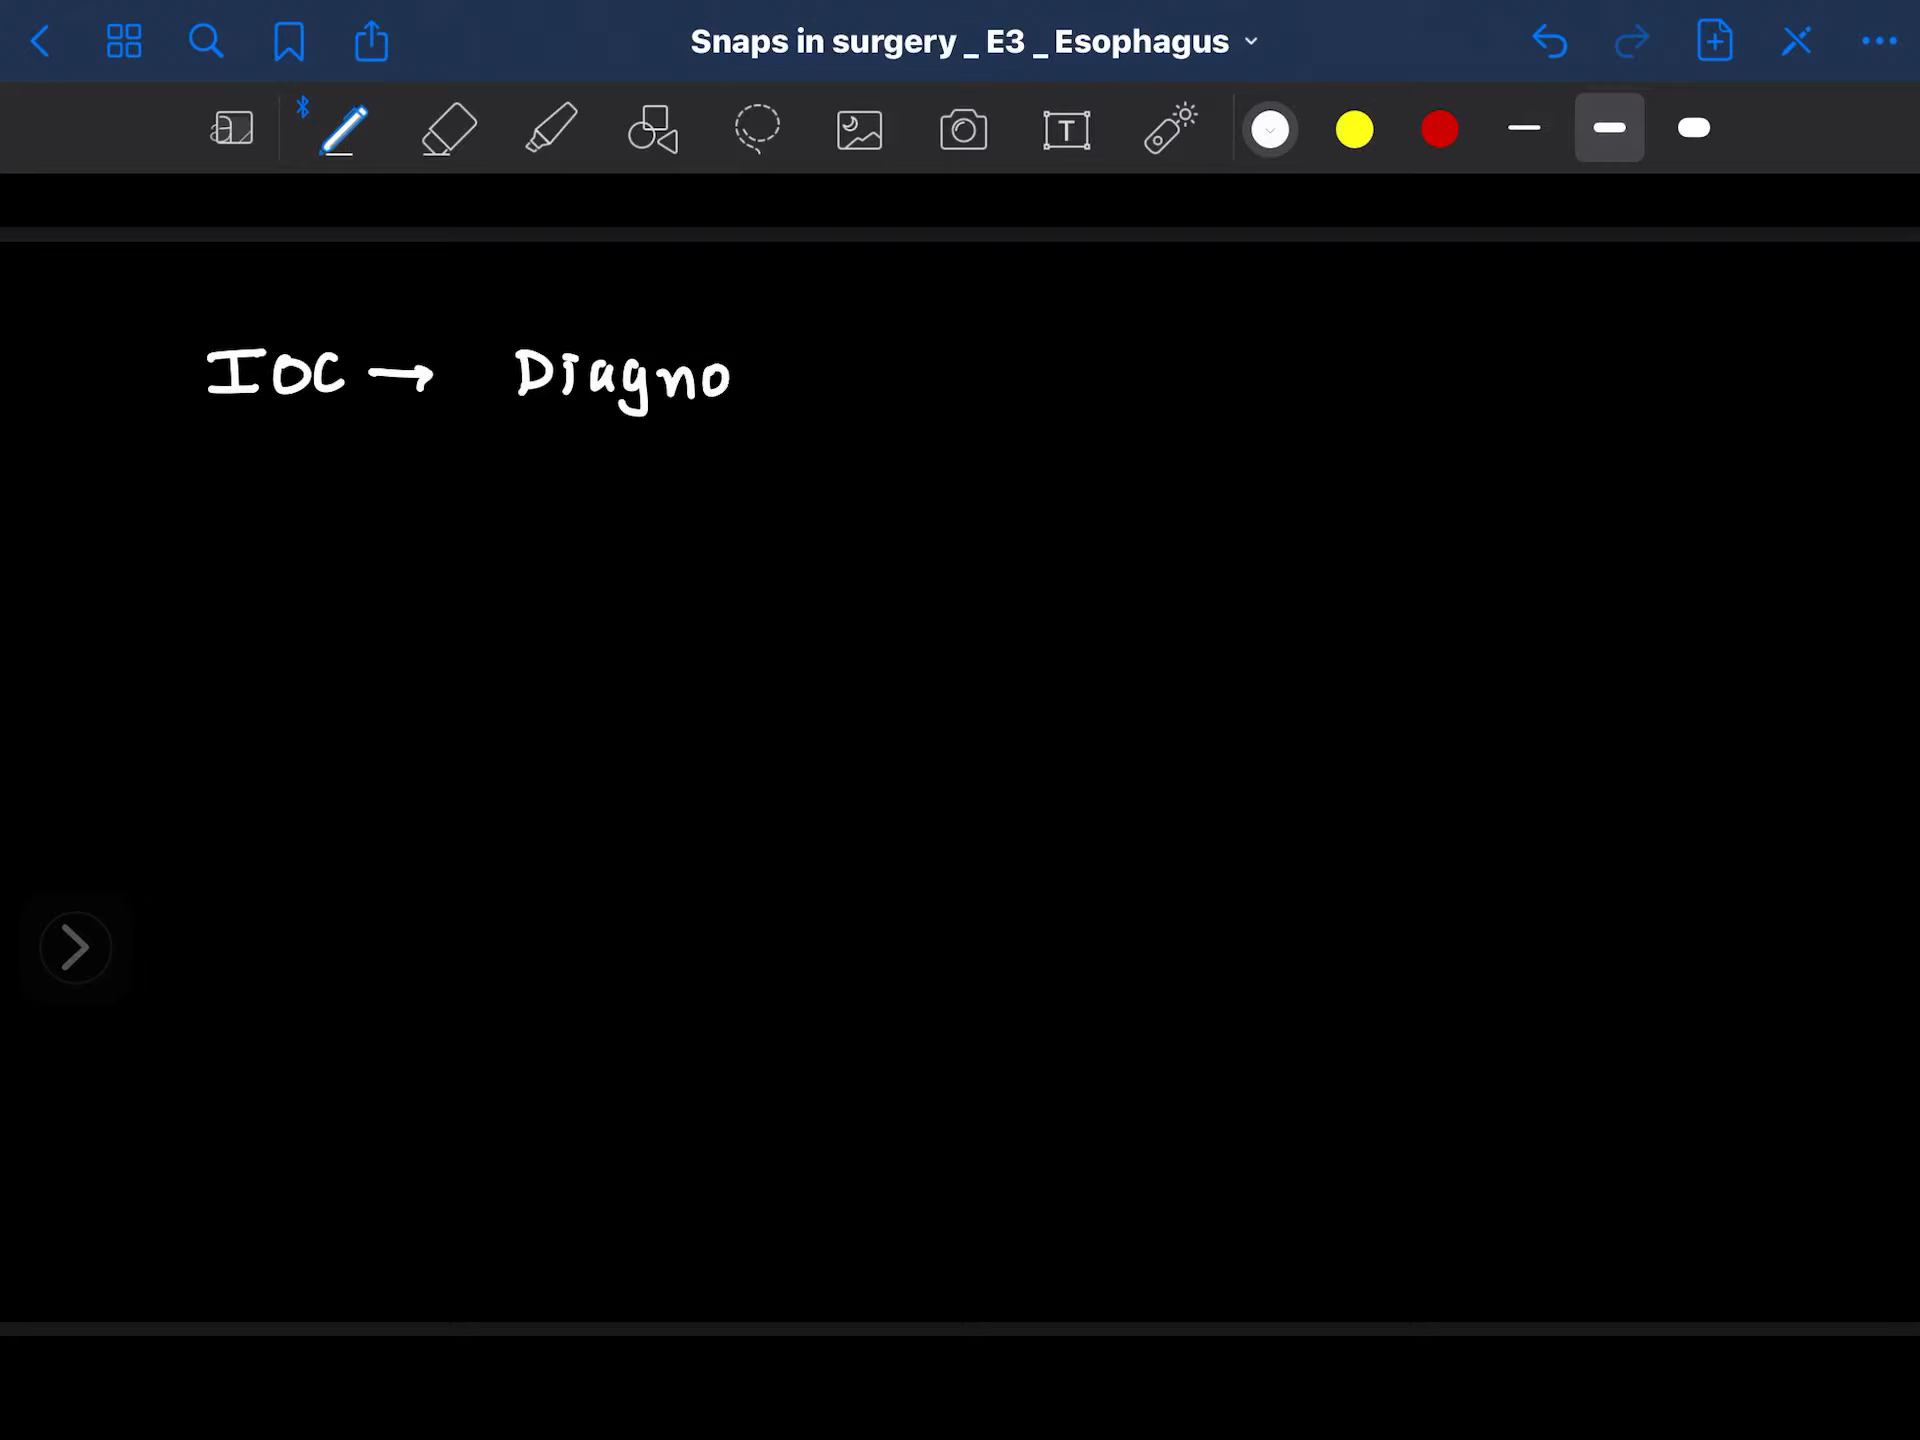 Snaps in surgery _ E3 _ Esophagus
T
IOC → Diagno